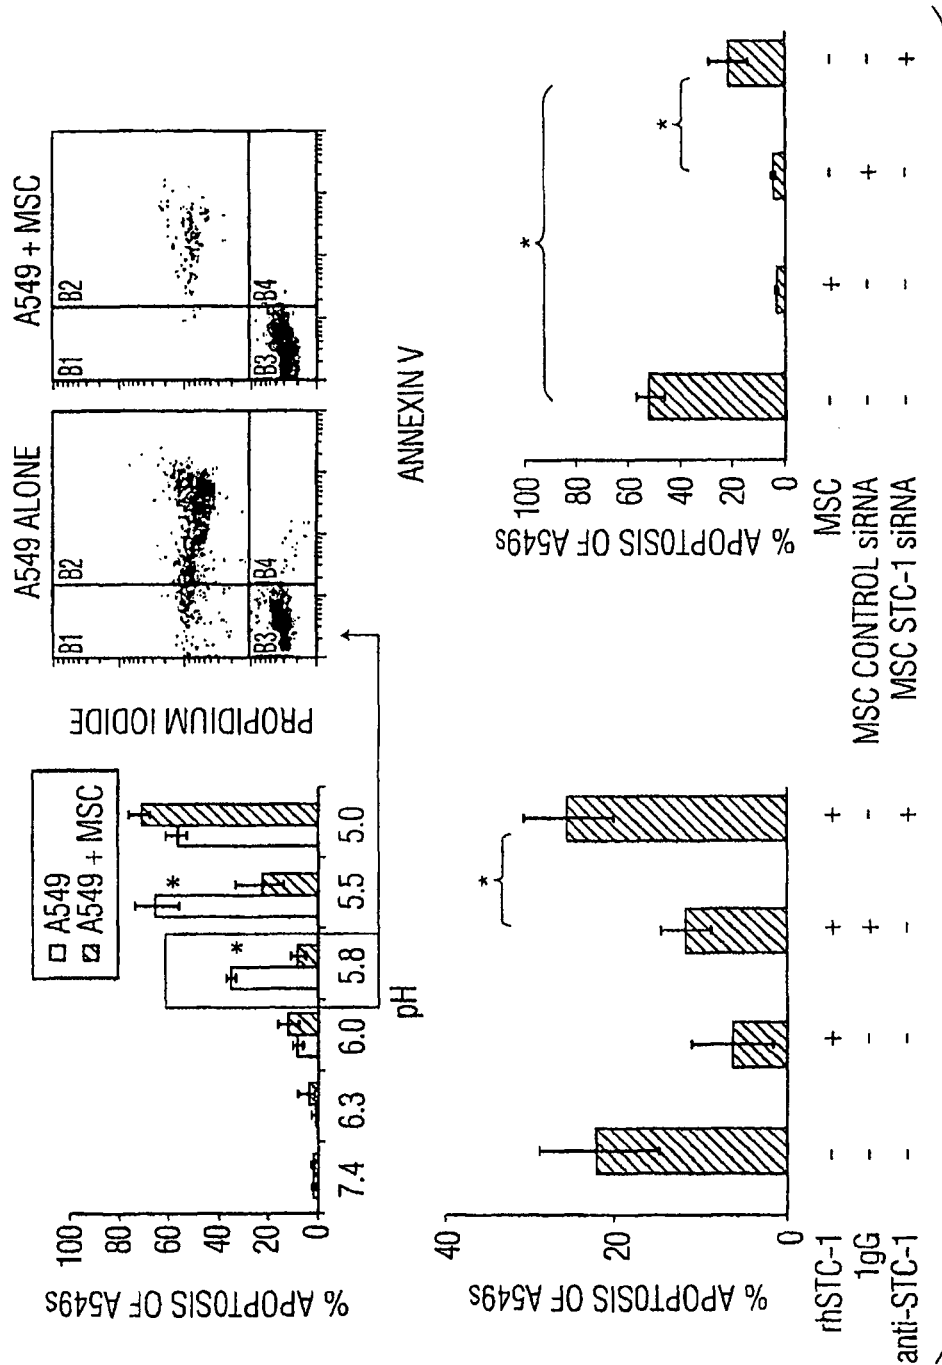 % APOPTOSIS OF A549s
100
80
60
40
20
0
7.4 6.3 6.0 5.8 5.5 5.0
pH
A549
A549 + MSC
*
*
A549 ALONE
A549 + MSC
PROPIDIUM IODIDE
B1 B2
B3 B4
B1 B2
B3 B4
ANNEXIN V
% APOPTOSIS OF A549s
40
20
0
*
rhSTC-1 - + + +
1gG - - + -
anti-STC-1 - - - +
% APOPTOSIS OF A549s
100
80
60
40
20
0
*
*
MSC - + - -
MSC CONTROL siRNA - - + -
MSC STC-1 siRNA - - - +